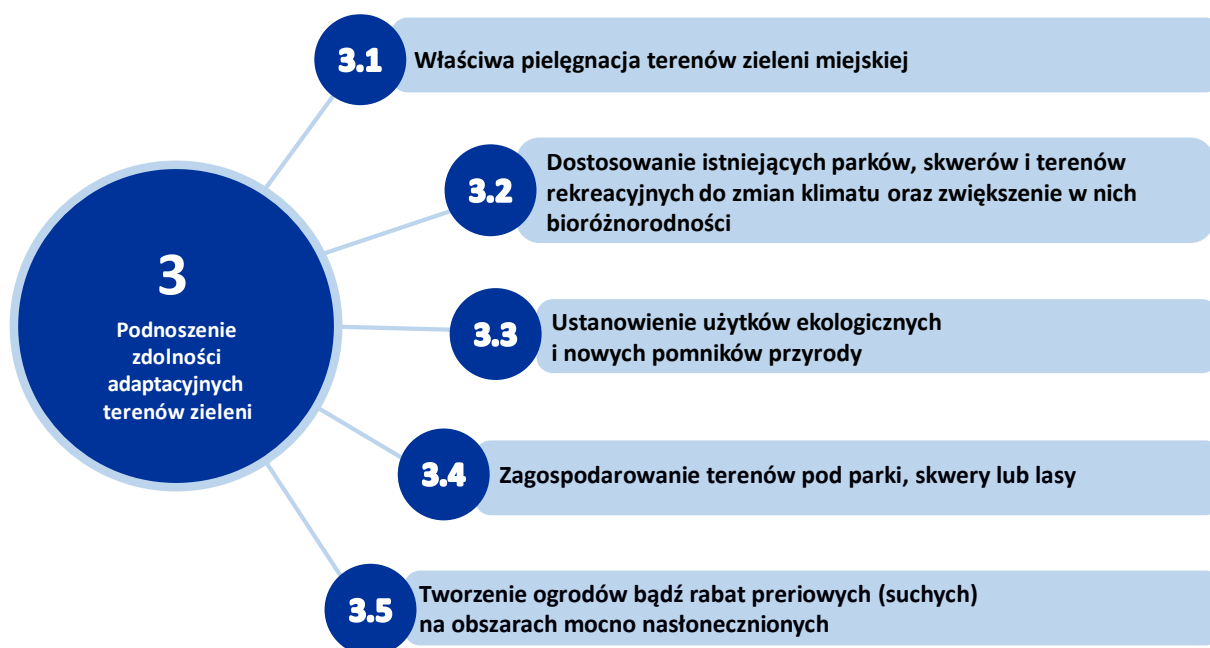 3.1
Właściwa pielęgnacja terenów zieleni miejskiej
3.2
Dostosowanie istniejących parków, skwerów i terenów
rekreacyjnych do zmian klimatu oraz zwiększenie w nich
bioróżnorodności
3
Podnoszenie
zdolności
adaptacyjnych
terenów zieleni
3.3
Ustanowienie użytków ekologicznych
i nowych pomników przyrody
3.4
Zagospodarowanie terenów pod parki, skwery lub lasy
3.5
Tworzenie ogrodów bądź rabat preriowych (suchych)
na obszarach mocno nasłonecznionych